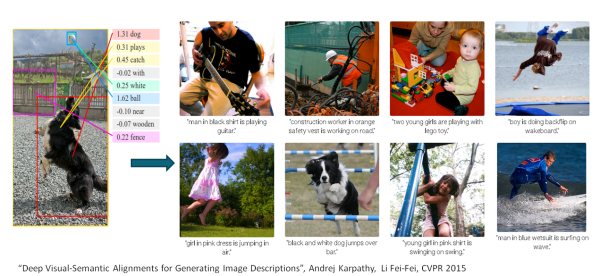 1.31 dog
0.31 plays
0.45 catch
-0.02 with
0.25 white
1.62 ball
-0.10 near
-0.07 wooden
0.22 fence
"man in black shirt is playing
guitar."
"construction worker in orange
safety vest is working on road."
"two young girls are playing with
lego toy."
"boy is doing backflip on
wakeboard."
"girl in pink dress is jumping in
air."
"black and white dog jumps over
bar."
"young girl in pink shirt is
swinging on swing."
"man in blue wetsuit is surfing on
wave."
"Deep Visual-Semantic Alignments for Generating Image Descriptions", Andrej Karpathy, Li Fei-Fei, CVPR 2015